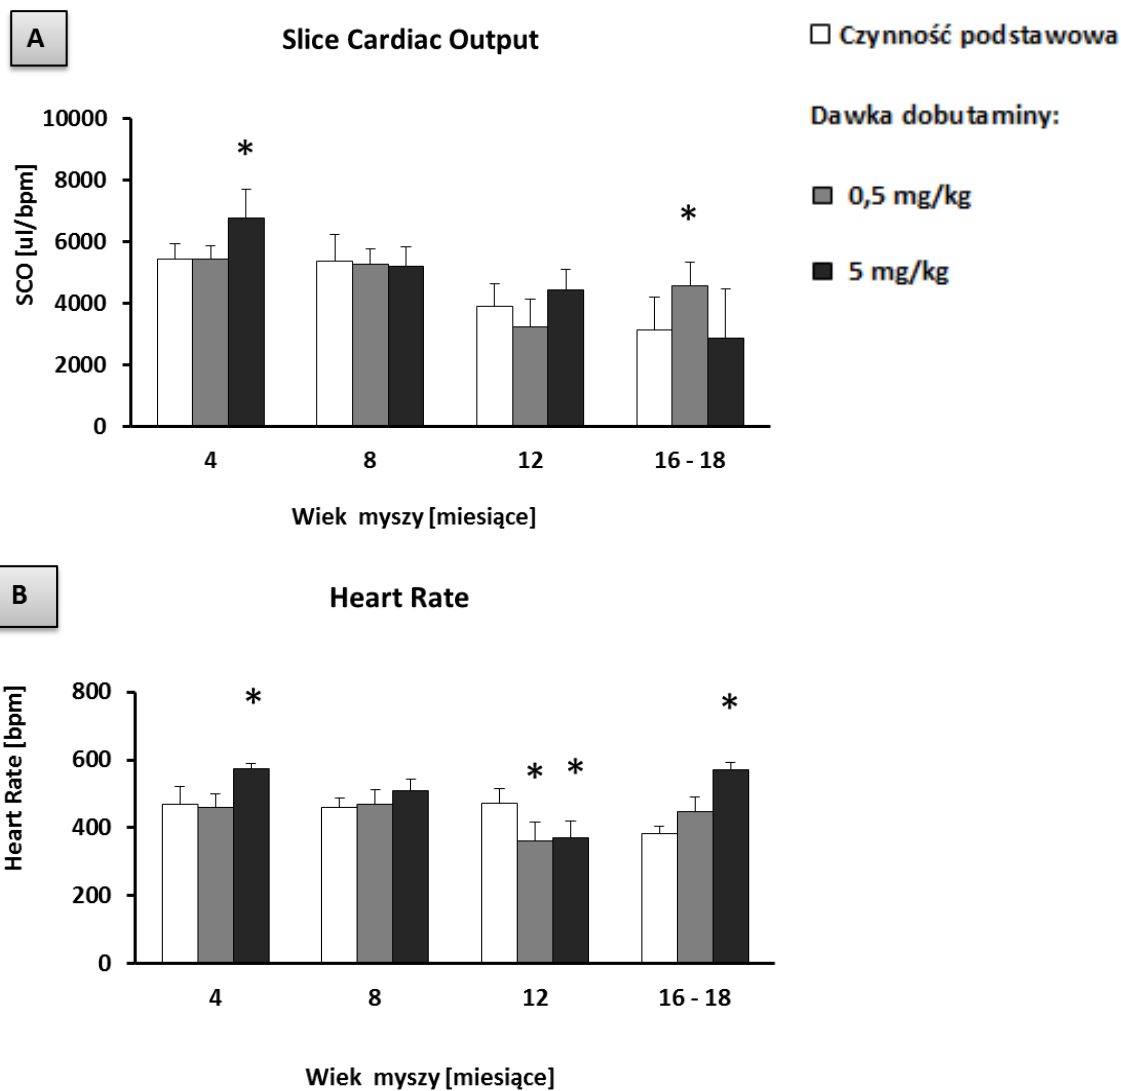 A
Slice Cardiac Output
Czynność podstawowa
Dawka dobutaminy:
0,5 mg/kg
5 mg/kg
SCO [ul/bpm]
10000
8000
6000
4000
2000
0
*
*
4 8 12 16 - 18
Wiek myszy [miesiące]
B
Heart Rate
Heart Rate [bpm]
800
600
400
200
0
*
* *
*
4 8 12 16 - 18
Wiek myszy [miesiące]